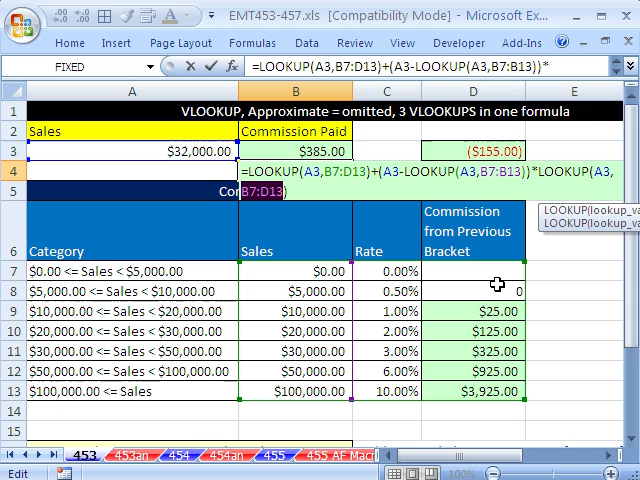 EMT453-457.xls [Compatibility Mode] - Microsoft Ex...
Home Insert Page Layout Formulas Data Review View Developer Add-Ins
FIXED fx =LOOKUP(A3,B7:D13)+(A3-LOOKUP(A3,B7:B13))*
A B C D E
1 VLOOKUP, Approximate = omitted, 3 VLOOKUPS in one formula
2 Sales Commission Paid
3 $32,000.00 $385.00 ($155.00)
4 =LOOKUP(A3,B7:D13)+(A3-LOOKUP(A3,B7:B13))*LOOKUP(A3,
5 Cor B7:D13)
LOOKUP(lookup_va
LOOKUP(lookup_va
6 Category Sales Rate Commission from Previous Bracket
7 $0.00 <= Sales < $5,000.00 $0.00 0.00%
8 $5,000.00 <= Sales < $10,000.00 $5,000.00 0.50% 0
9 $10,000.00 <= Sales < $20,000.00 $10,000.00 1.00% $25.00
10 $20,000.00 <= Sales < $30,000.00 $20,000.00 2.00% $125.00
11 $30,000.00 <= Sales < $50,000.00 $30,000.00 3.00% $325.00
12 $50,000.00 <= Sales < $100,000.00 $50,000.00 6.00% $925.00
13 $100,000.00 <= Sales $100,000.00 10.00% $3,925.00
14
15
453 453an 454 454an 455 455 AF Macr
Edit 100%